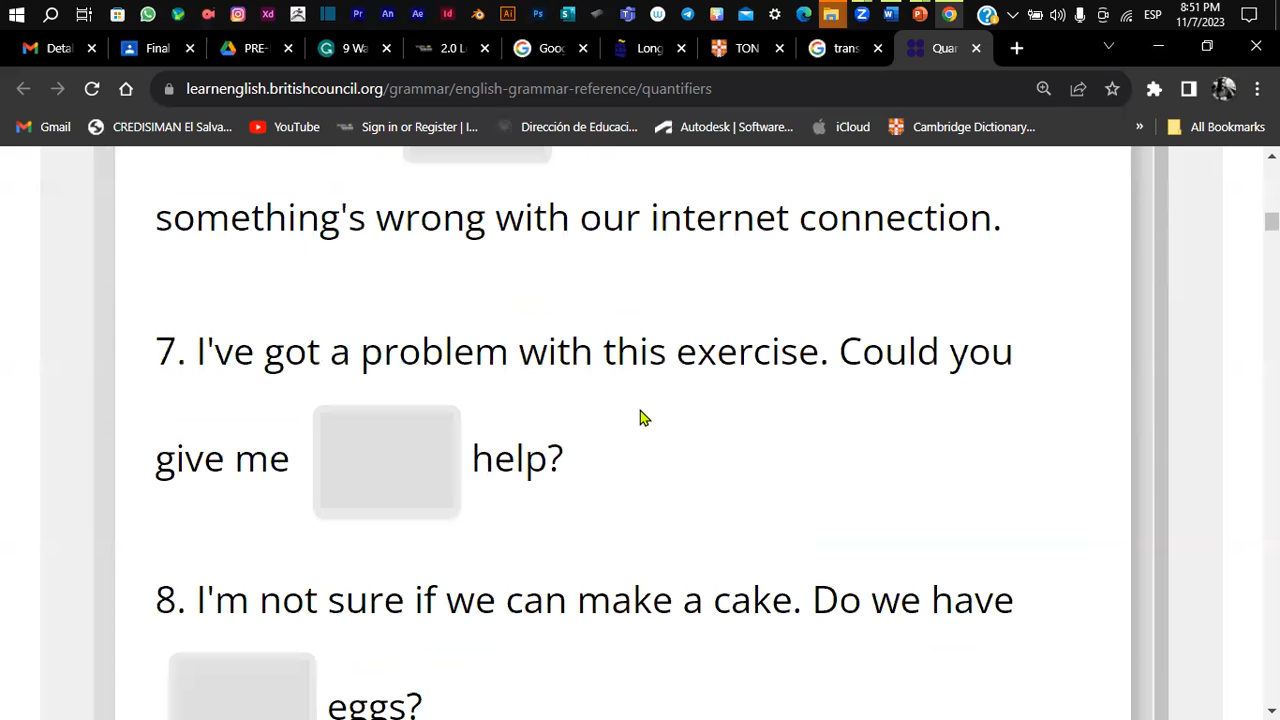 ESP
8:51 PM
11/7/2023
Detai
Final
PRE-
9 Wa
2.0 L
Goog
Long
TON
trans
Quar
learnenglish.britishcouncil.org/grammar/english-grammar-reference/quantifiers
Gmail
CREDISIMAN El Salva...
YouTube
Sign in or Register | I...
Dirección de Educaci...
Autodesk | Software...
iCloud
Cambridge Dictionary...
»
All Bookmarks
something's wrong with our internet connection.
7. I've got a problem with this exercise. Could you
give me help?
8. I'm not sure if we can make a cake. Do we have
eggs?